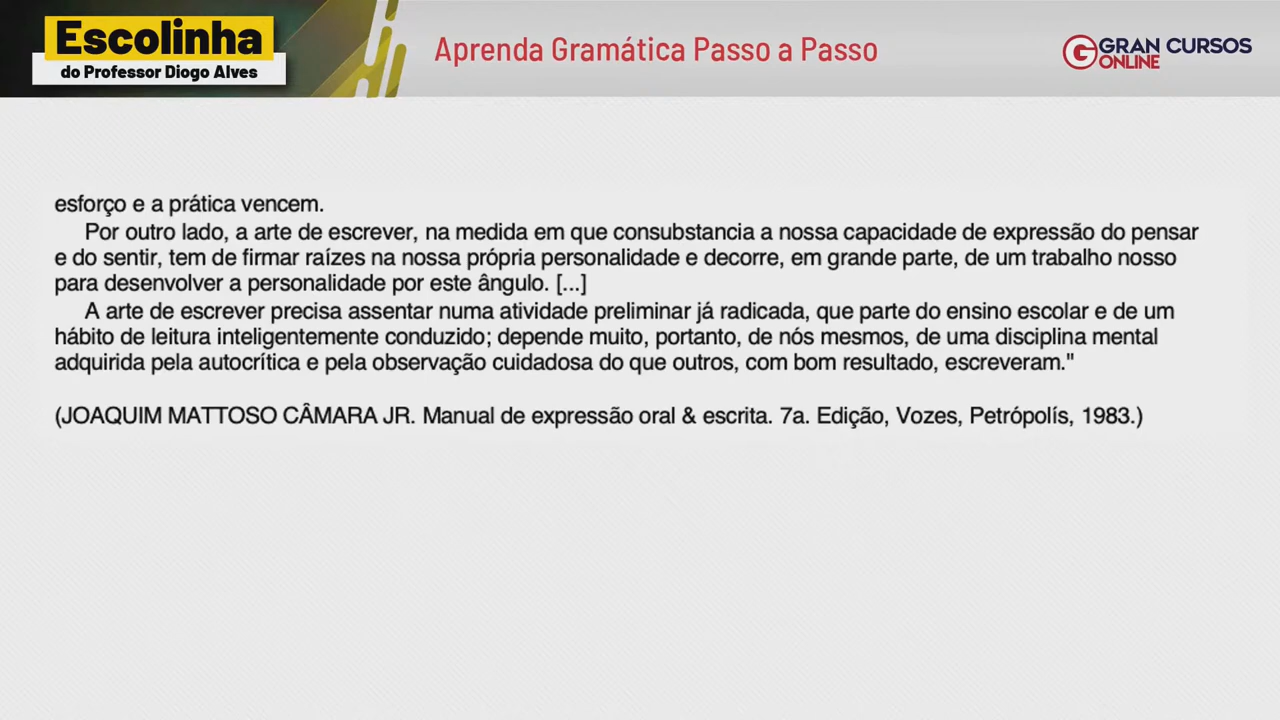 Escolinha
do Professor Diogo Alves
Aprenda Gramática Passo a Passo
G GRAN CURSOS
ONLINE
esforço e a prática vencem.
Por outro lado, a arte de escrever, na medida em que consubstancia a nossa capacidade de expressão do pensar
e do sentir, tem de firmar raízes na nossa própria personalidade e decorre, em grande parte, de um trabalho nosso
para desenvolver a personalidade por este ângulo. [...]
A arte de escrever precisa assentar numa atividade preliminar já radicada, que parte do ensino escolar e de um
hábito de leitura inteligentemente conduzido; depende muito, portanto, de nós mesmos, de uma disciplina mental
adquirida pela autocrítica e pela observação cuidadosa do que outros, com bom resultado, escreveram."
(JOAQUIM MATTOSO CÂMARA JR. Manual de expressão oral & escrita. 7a. Edição, Vozes, Petrópolís, 1983.)